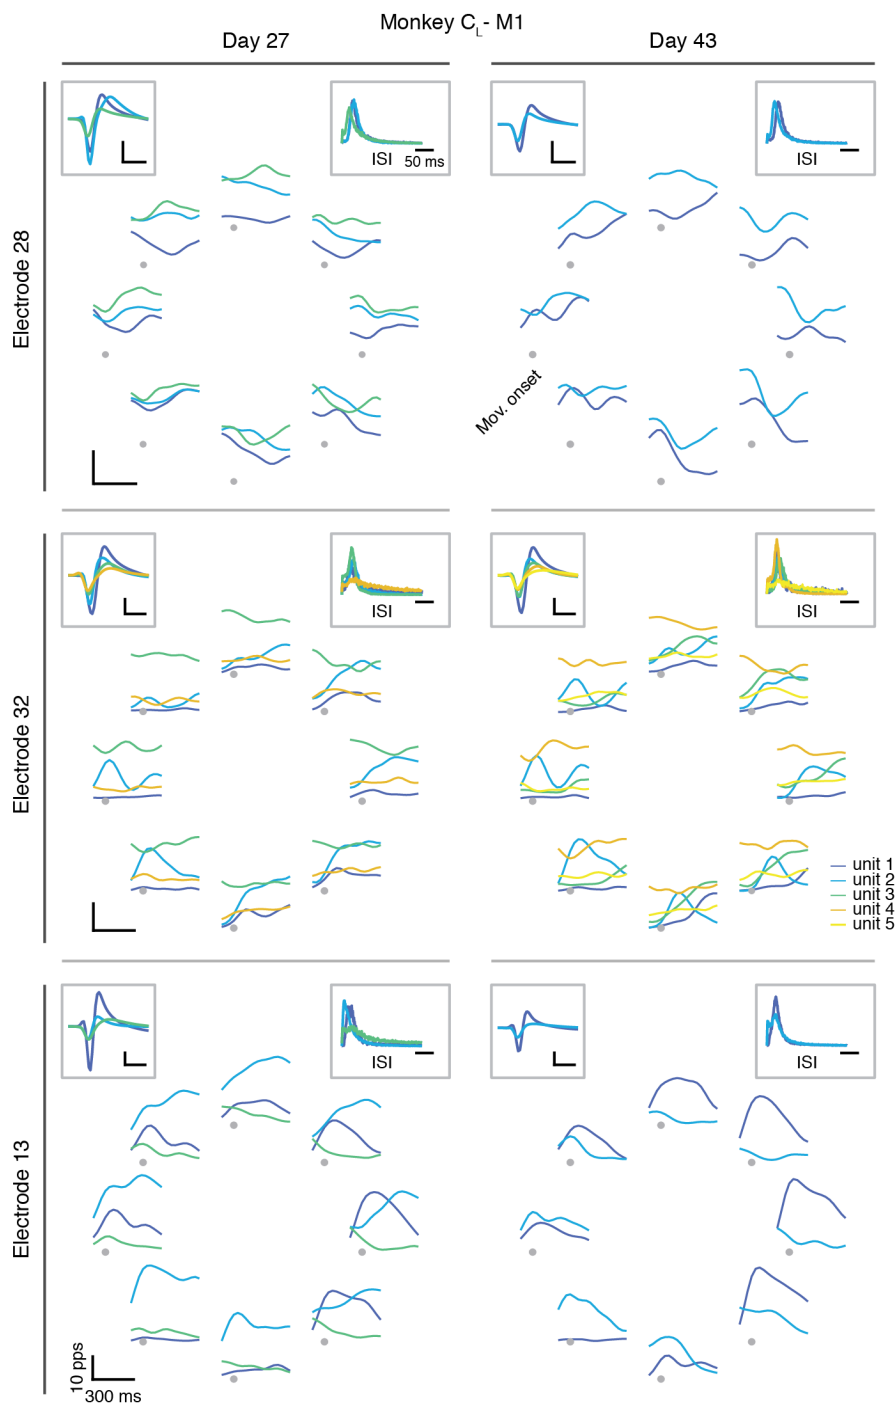 Monkey C_L - M1
Day 27
Day 43
Electrode 28
ISI
50 ms
ISI
Mov. onset
Electrode 32
ISI
ISI
unit 1
unit 2
unit 3
unit 4
unit 5
Electrode 13
ISI
ISI
10 pps
300 ms